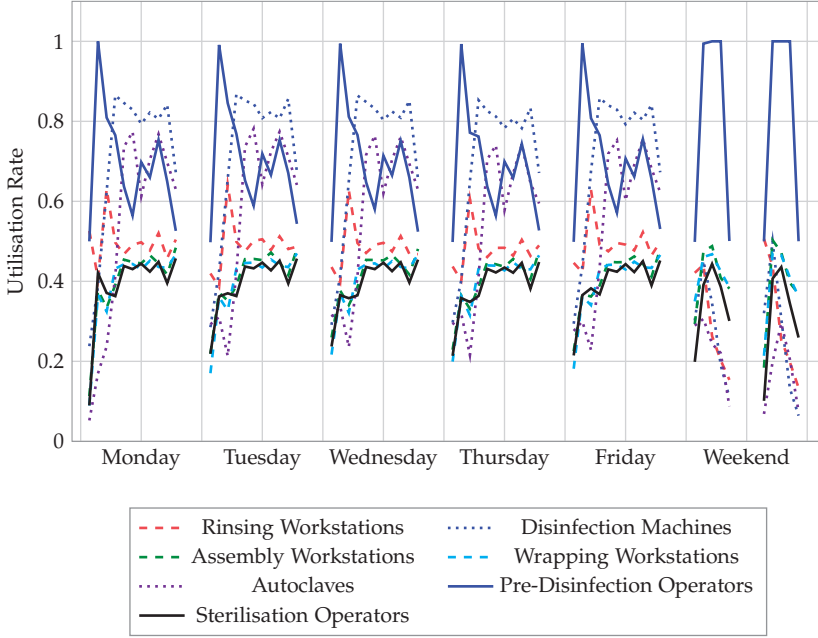 1
0.8
0.6
0.4
0.2
0
Utilisation Rate
Monday Tuesday Wednesday Thursday Friday Weekend
Rinsing Workstations Disinfection Machines
Assembly Workstations Wrapping Workstations
Autoclaves Pre-Disinfection Operators
Sterilisation Operators